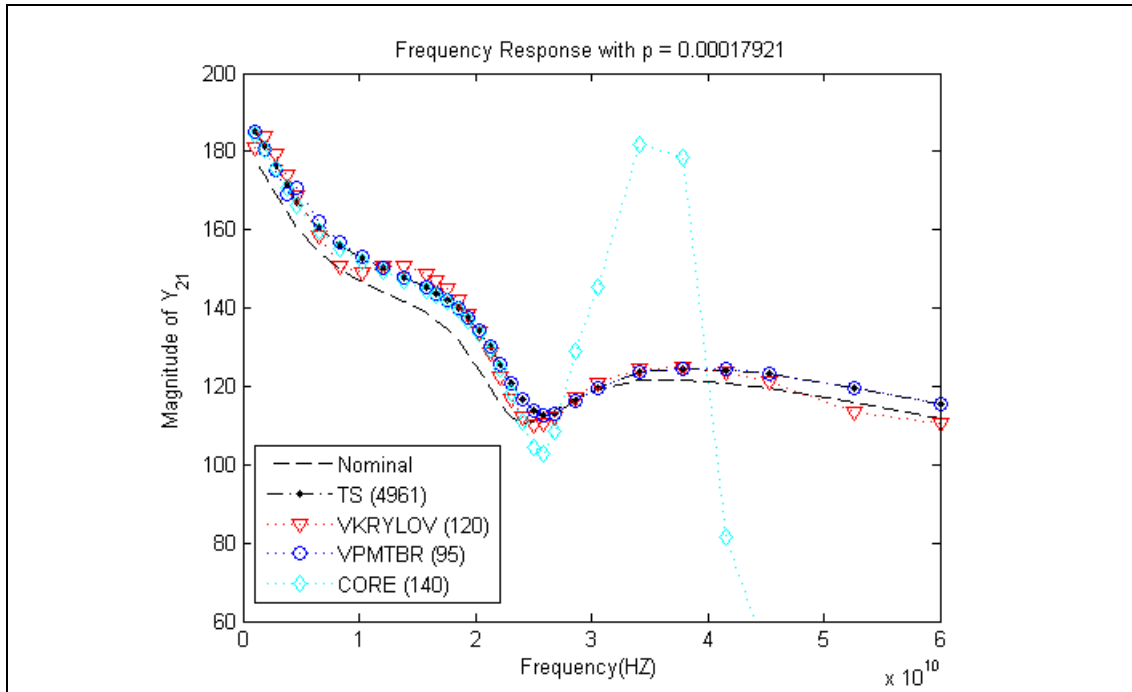 Frequency Response with p = 0.00017921
200
180
160
140
120
100
80
60
Magnitude of Y21
Nominal
TS (4961)
VKRYLOV (120)
VPMTBR (95)
CORE (140)
0 1 2 3 4 5 6
Frequency(HZ)
x 10^10